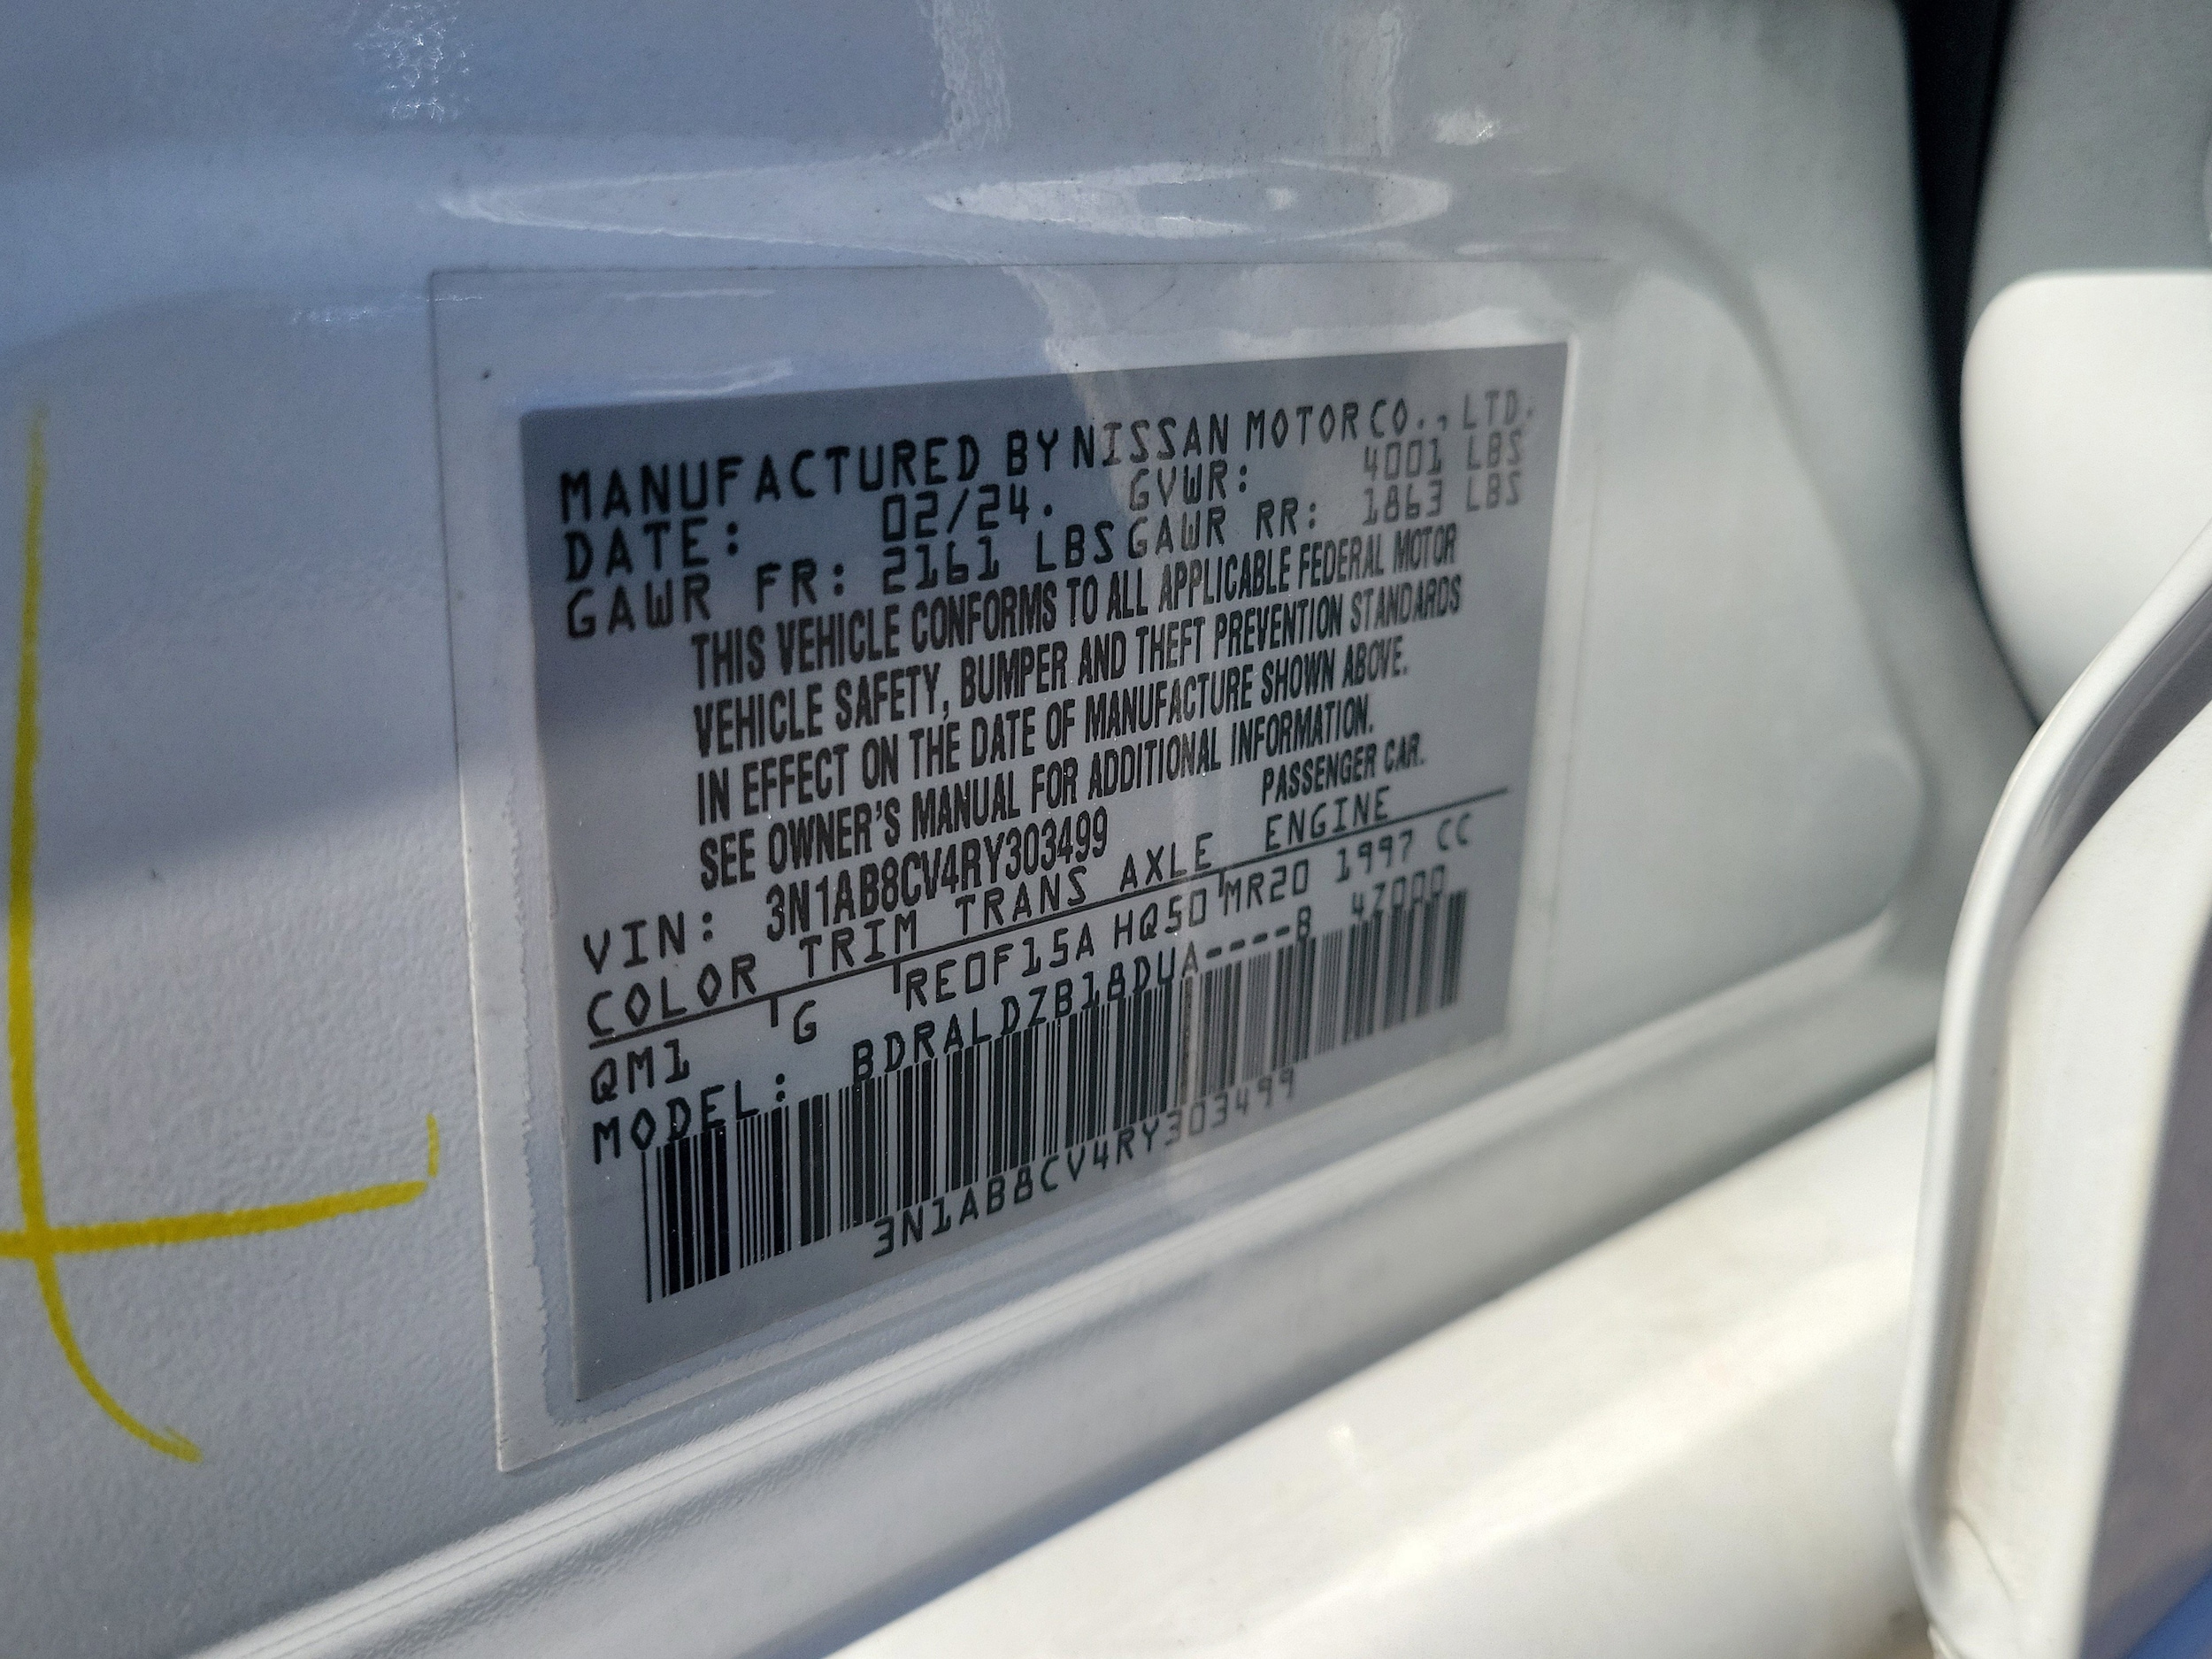 MANUFACTURED BY NISSAN MOTOR CO., LTD.
DATE: 02/24. GVWR: 4001 LBS
GAWR FR: 2161 LBS GAWR RR: 1863 LBS
THIS VEHICLE CONFORMS TO ALL APPLICABLE FEDERAL MOTOR
VEHICLE SAFETY, BUMPER AND THEFT PREVENTION STANDARDS
IN EFFECT ON THE DATE OF MANUFACTURE SHOWN ABOVE.
SEE OWNER'S MANUAL FOR ADDITIONAL INFORMATION.
VIN: 3N1AB8CV4RY303499 PASSENGER CAR.
COLOR TRIM TRANS AXLE ENGINE
QM1 G RE0F15A HQ50 MR20 1997 CC
MODEL: BDRALDZB18DUA----B 4Z000
3N1AB8CV4RY303499